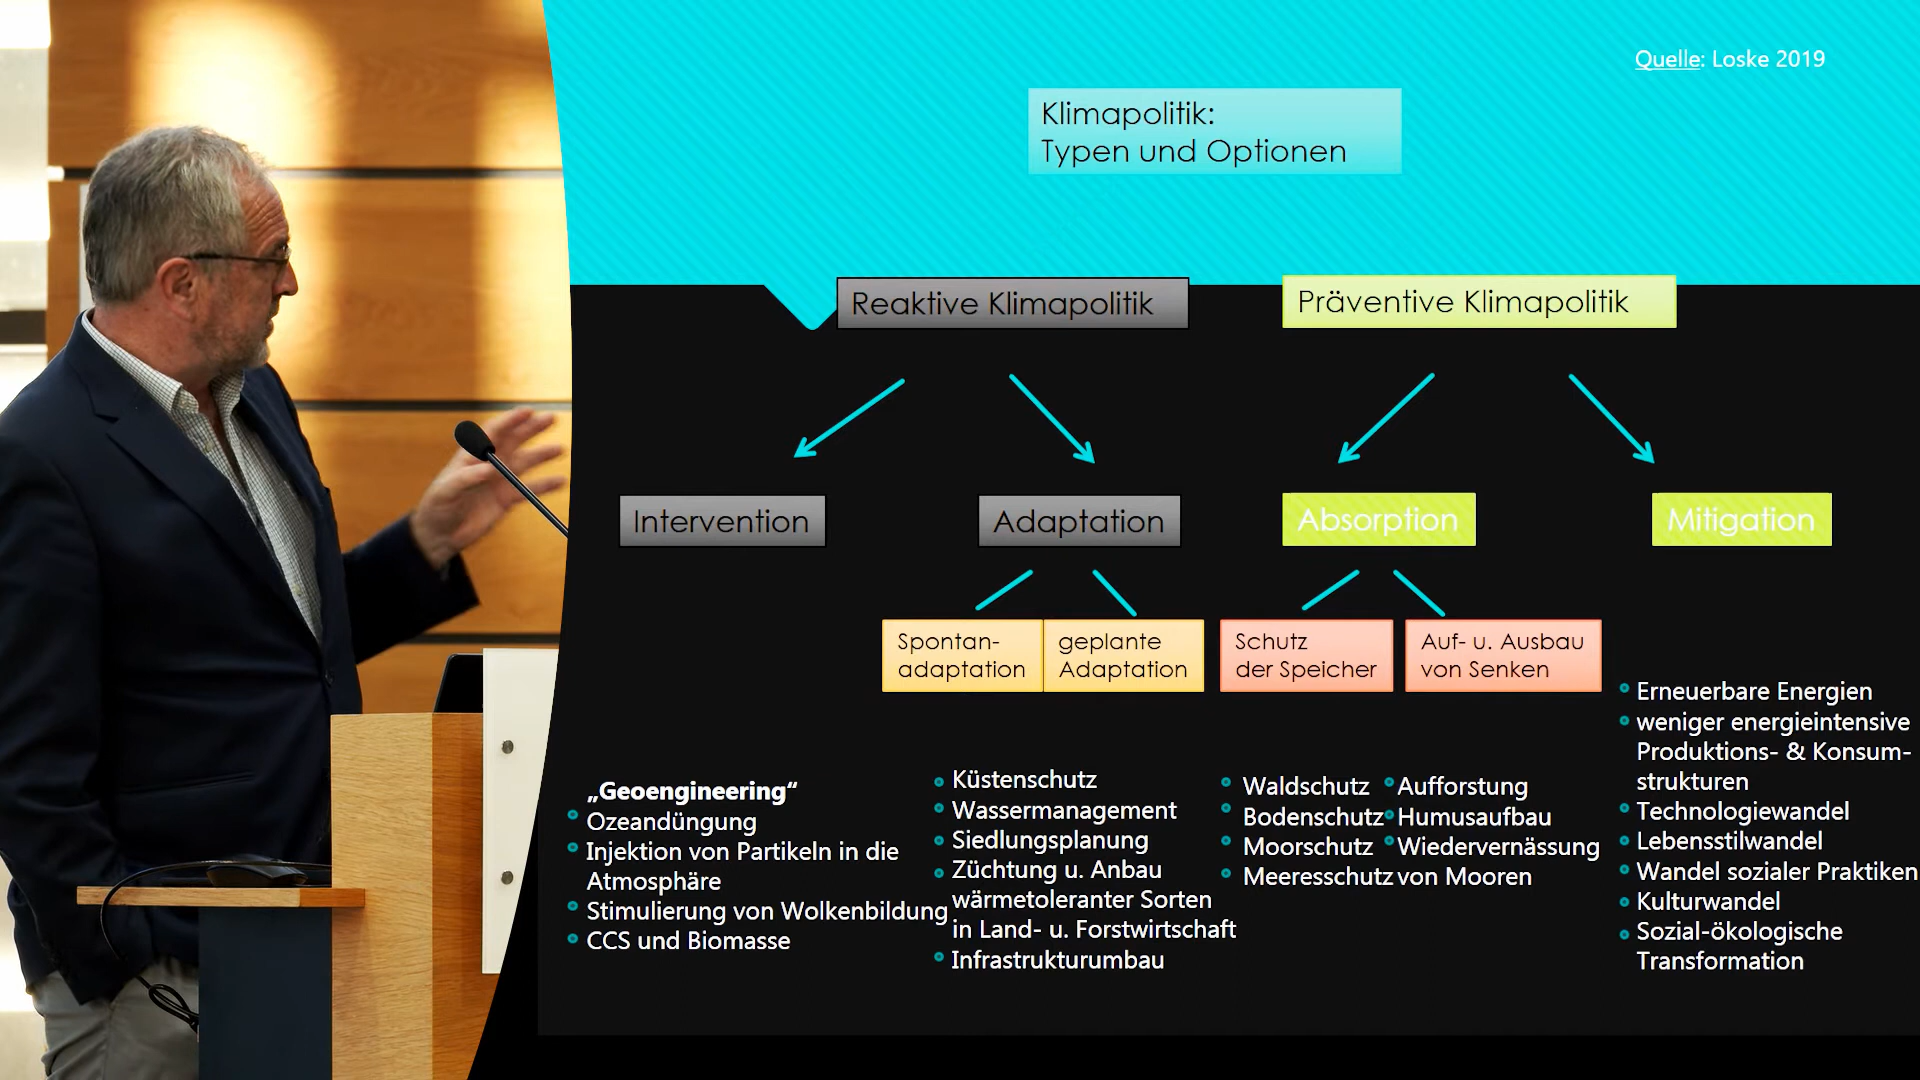 Quelle: Loske 2019
Klimapolitik:
Typen und Optionen
Reaktive Klimapolitik
Präventive Klimapolitik
Intervention
Adaptation
Absorption
Mitigation
Spontan-
adaptation
geplante
Adaptation
Schutz
der Speicher
Auf- u. Ausbau
von Senken
„Geoengineering“
Ozeandüngung
Injektion von Partikeln in die
Atmosphäre
Stimulierung von Wolkenbildung
CCS und Biomasse
Küstenschutz
Wassermanagement
Siedlungsplanung
Züchtung u. Anbau
wärmetoleranter Sorten
in Land- u. Forstwirtschaft
Infrastrukturumbau
Waldschutz
Bodenschutz
Moorschutz
Meeresschutz
Aufforstung
Humusaufbau
Wiedervernässung
von Mooren
Erneuerbare Energien
weniger energieintensive
Produktions- & Konsum-
strukturen
Technologiewandel
Lebensstilwandel
Wandel sozialer Praktiken
Kulturwandel
Sozial-ökologische
Transformation